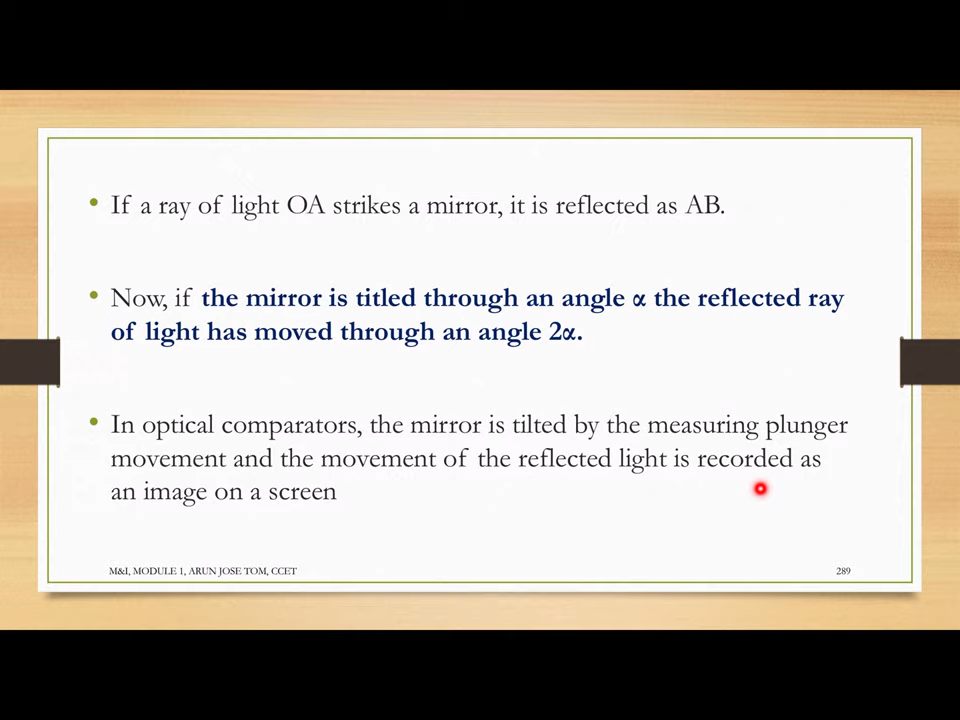 • If a ray of light OA strikes a mirror, it is reflected as AB.
• Now, if the mirror is titled through an angle α the reflected ray
of light has moved through an angle 2α.
• In optical comparators, the mirror is tilted by the measuring plunger
movement and the movement of the reflected light is recorded as
an image on a screen
M&I, MODULE 1, ARUN JOSE TOM, CCET 289